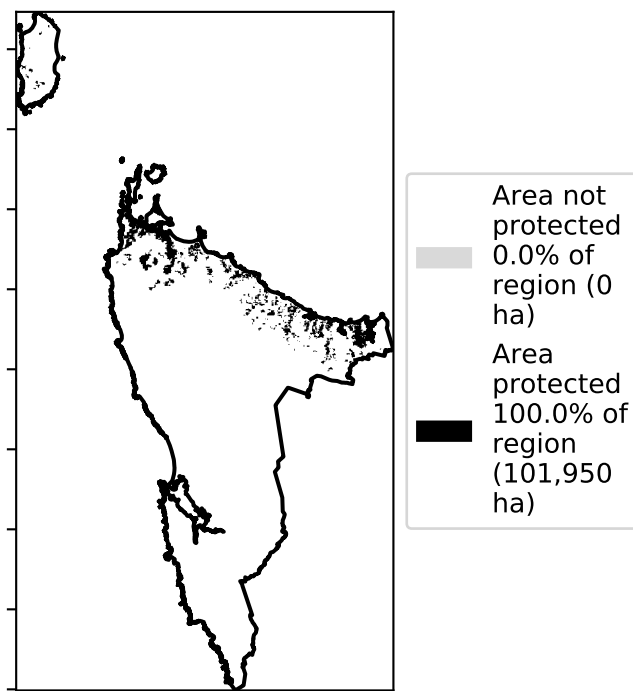 Area not
protected
0.0% of
region (0
ha)
Area
protected
100.0% of
region
(101,950
ha)